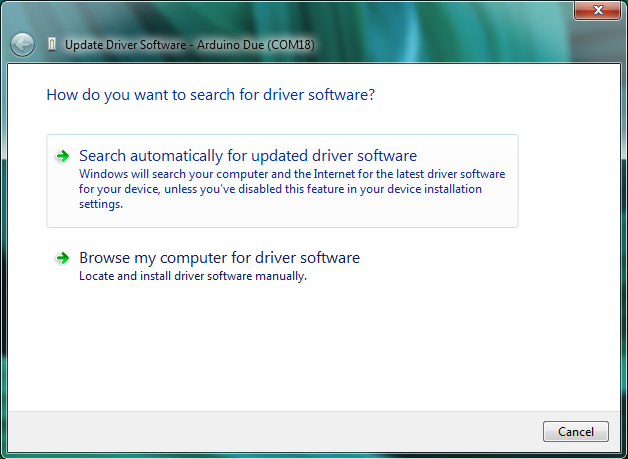 Update Driver Software - Arduino Due (COM18)
How do you want to search for driver software?
Search automatically for updated driver software
Windows will search your computer and the Internet for the latest driver software
for your device, unless you've disabled this feature in your device installation
settings.
Browse my computer for driver software
Locate and install driver software manually.
Cancel